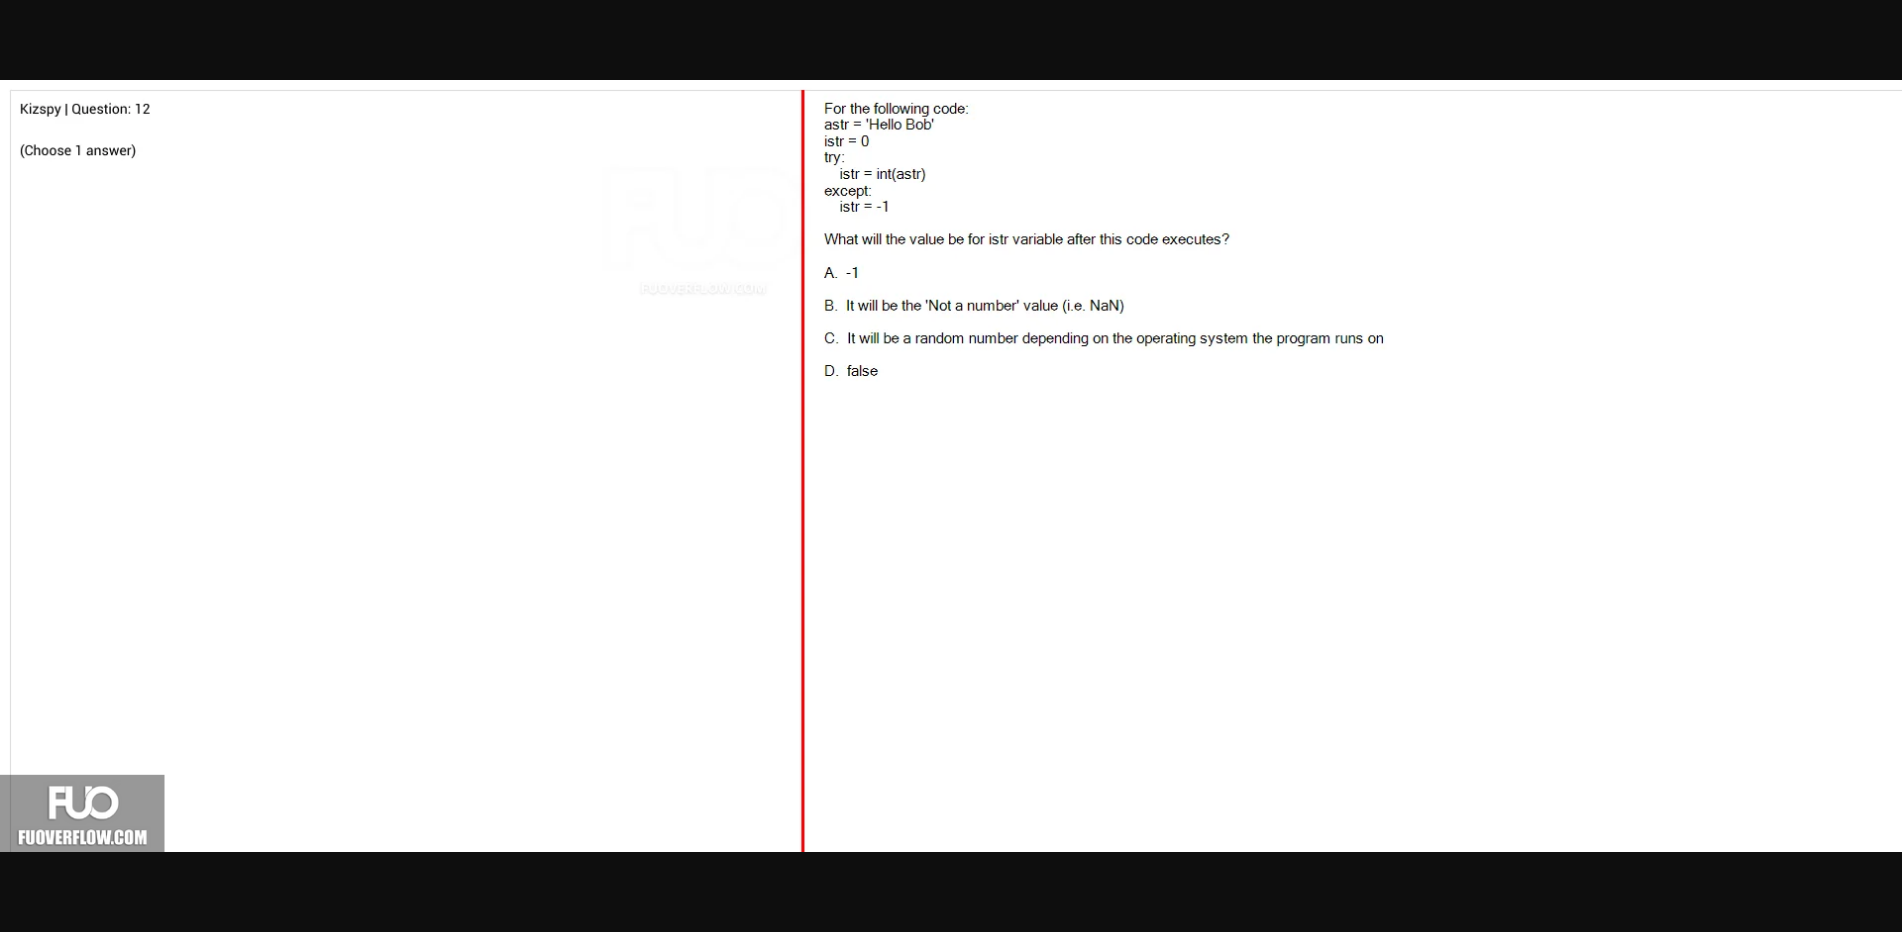 Kizspy | Question: 12
(Choose 1 answer)
For the following code:
astr = 'Hello Bob'
istr = 0
try:
istr = int(astr)
except:
istr = -1
What will the value be for istr variable after this code executes?
A. -1
B. It will be the 'Not a number' value (i.e. NaN)
C. It will be a random number depending on the operating system the program runs on
D. false
FUO
FUOVERFLOW.COM
FUO
FUOVERFLOW.COM